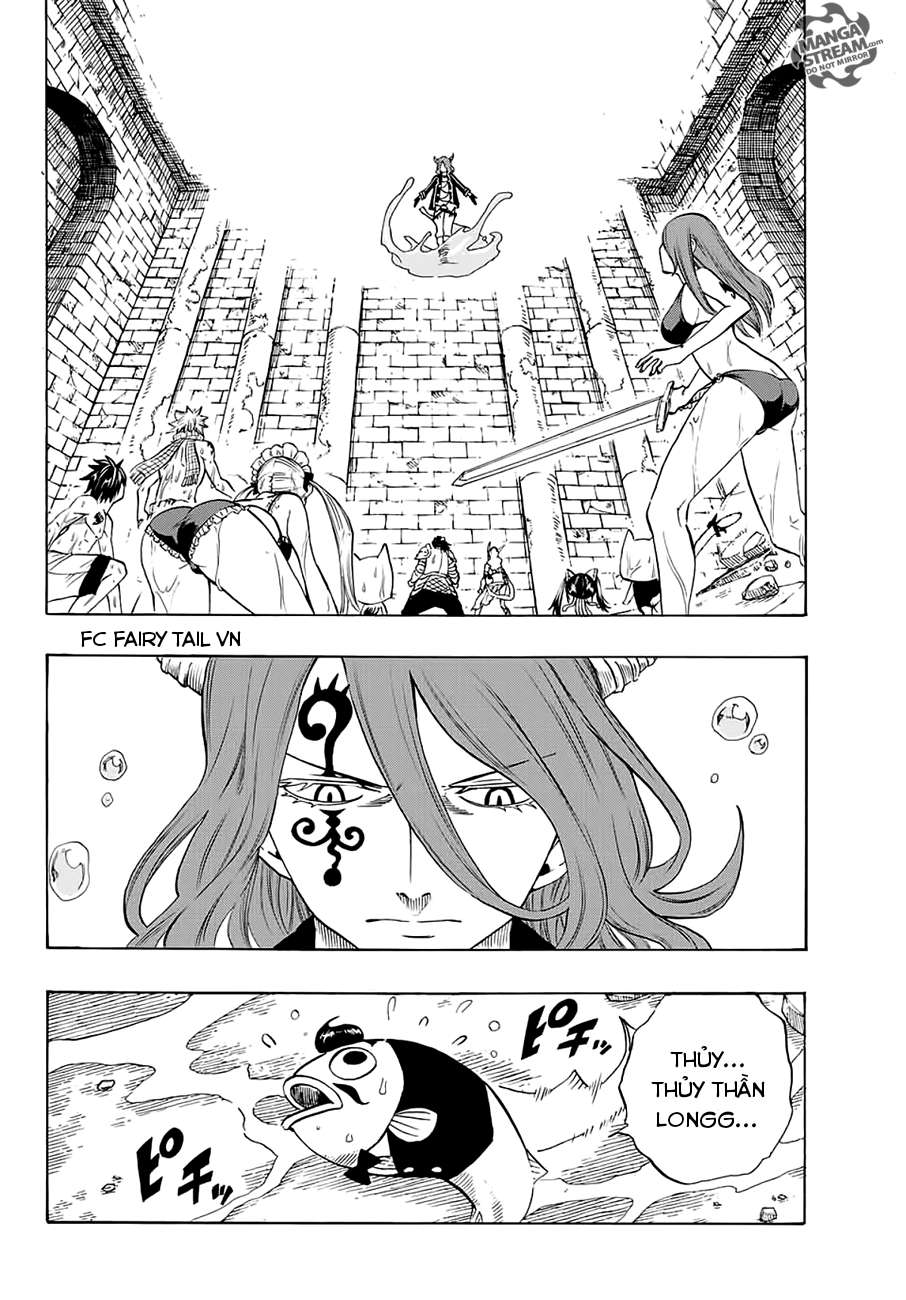 MANGA
STREAM.com
DO NOT MIRROR!
FC FAIRY TAIL VN
ピチッ
THỦY...
THỦY THẦN
LONGG...
ピチッ